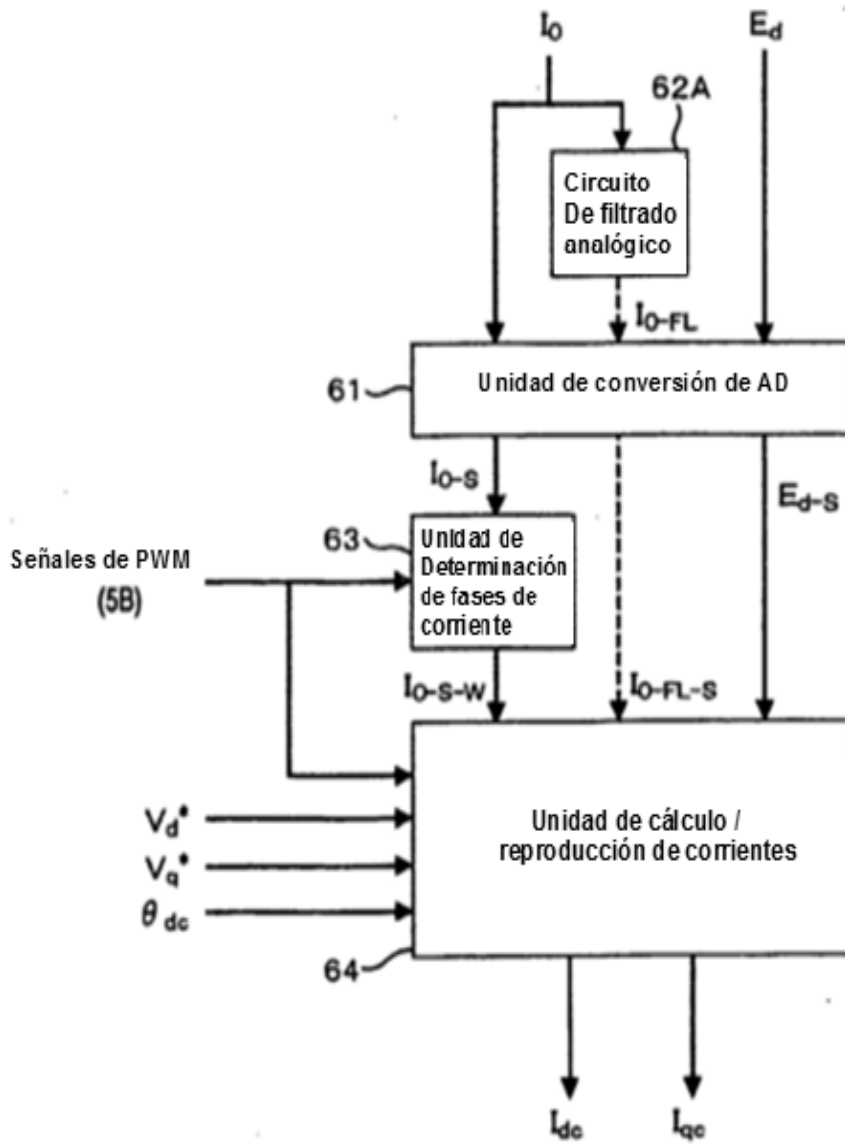 I0
Ed
62A
Circuito
De filtrado
analógico
I0-FL
61
Unidad de conversión de AD
I0-S
Ed-S
63
Unidad de
Determinación
de fases de
corriente
Señales de PWM
(5B)
I0-S-W
I0-FL-S
Vd*
Vq*
θdc
Unidad de cálculo /
reproducción de corrientes
64
Idc
Iqc